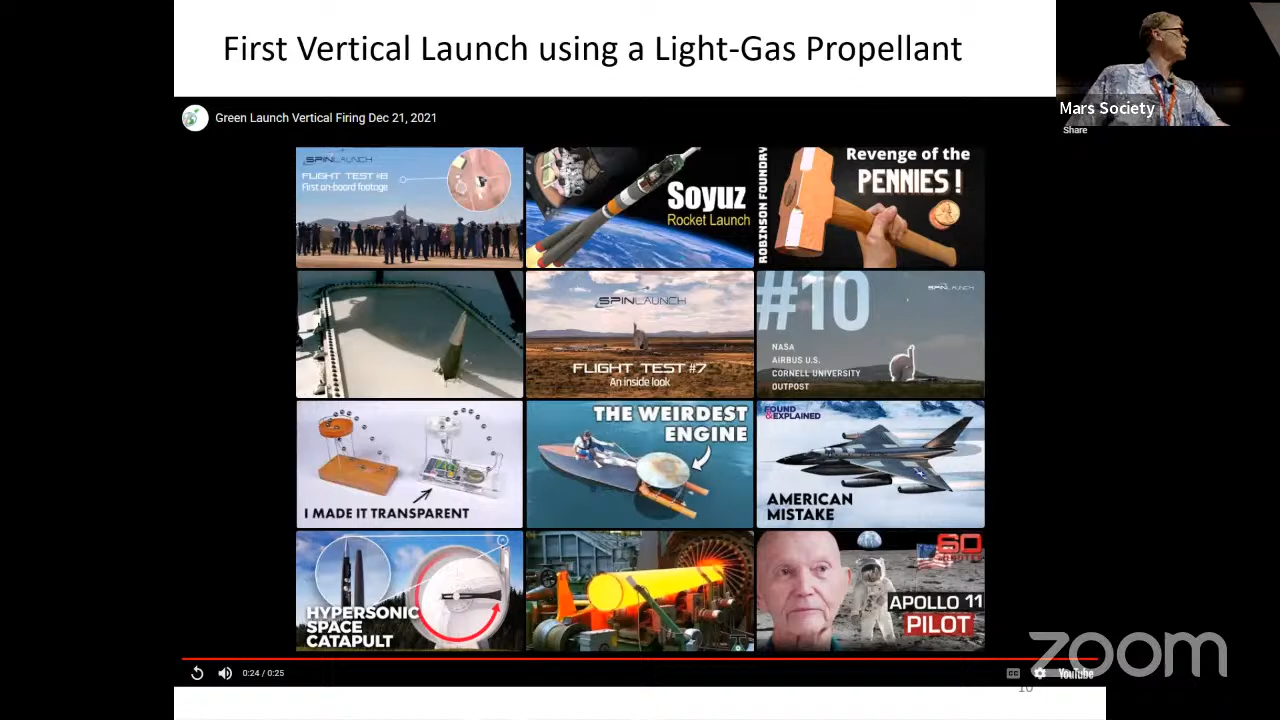 First Vertical Launch using a Light-Gas Propellant
Mars Society
Share
Green Launch Vertical Firing Dec 21, 2021
SPINLAUNCH
FLIGHT TEST #8
First on-board footage
Soyuz
Rocket Launch
ROBINSON FOUNDRY
Revenge of the
PENNIES!
SPINLAUNCH
FLIGHT TEST #7
An inside look
#10
SPINLAUNCH
NASA
AIRBUS U.S.
CORNELL UNIVERSITY
OUTPOST
I MADE IT TRANSPARENT
THE WEIRDEST
ENGINE
FOUND
&EXPLAINED
AMERICAN
MISTAKE
HYPERSONIC
SPACE
CATAPULT
60
APOLLO 11
PILOT
0:24 / 0:25
CC
YouTube
zoom
10